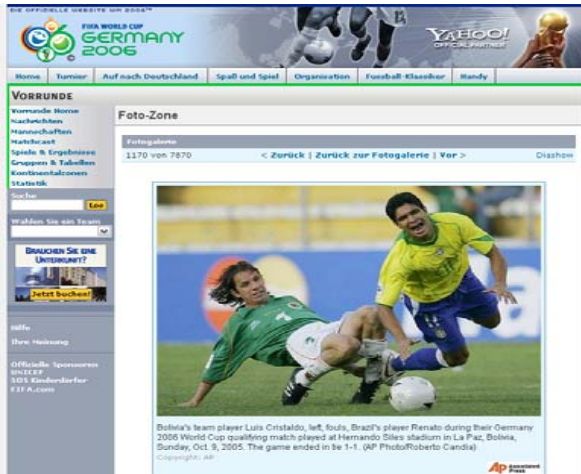 DIE OFFIZIELLE WEBSITE WM 2006™
FIFA WORLD CUP
GERMANY
2006
YAHOO!
OFFICIAL PARTNER
Home
Turnier
Auf nach Deutschland
Spaß und Spiel
Organisation
Fussball-Klassiker
Handy
VORRUNDE
Vorrunde Home
Nachrichten
Mannschaften
Matchcast
Spiele & Ergebnisse
Gruppen & Tabellen
Kontinentalzonen
Statistik
Suche
Los
Wählen Sie ein Team
BRAUCHEN SIE EINE
UNTERKUNFT?
Jetzt buchen!
Hilfe
Ihre Meinung
Offizielle Sponsoren
UNICEF
SOS Kinderdörfer
FIFA.com
Foto-Zone
Fotogalerie
1170 von 7870
< Zurück | Zurück zur Fotogalerie | Vor >
Diashow
Bolivia's team player Luis Cristaldo, left, fouls, Brazil's player Renato during their Germany
2006 World Cup qualifying match played at Hernando Siles stadium in La Paz, Bolivia,
Sunday, Oct. 9, 2005. The game ended in tie 1-1. (AP Photo/Roberto Candia)
Copyright: AP
AP Associated
Press